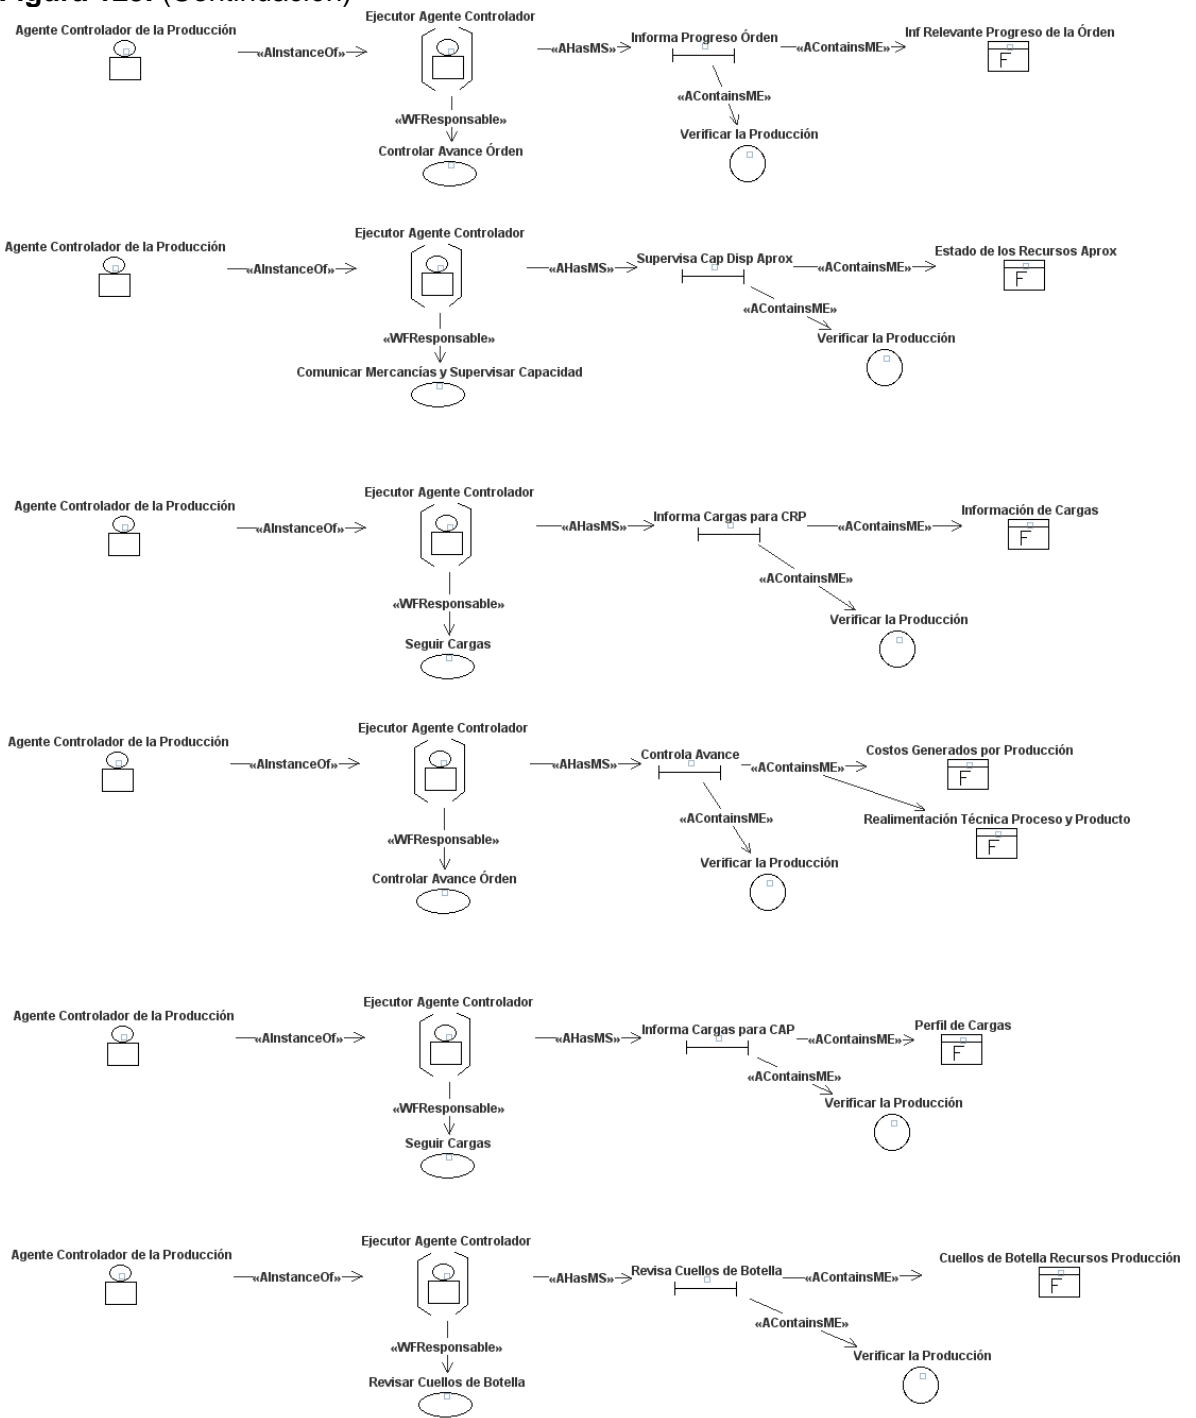 Figura 123. (Continuación)
Agente Controlador de la Producción
«AInstanceOf»
Ejecutor Agente Controlador
«AHasMS»
Informa Progreso Órden
«AContainsME»
Inf Relevante Progreso de la Órden
F
«AContainsME»
Verificar la Producción
«WFResponsable»
Controlar Avance Órden
Agente Controlador de la Producción
«AInstanceOf»
Ejecutor Agente Controlador
«AHasMS»
Supervisa Cap Disp Aprox
«AContainsME»
Estado de los Recursos Aprox
F
«AContainsME»
Verificar la Producción
«WFResponsable»
Comunicar Mercancías y Supervisar Capacidad
Agente Controlador de la Producción
«AInstanceOf»
Ejecutor Agente Controlador
«AHasMS»
Informa Cargas para CRP
«AContainsME»
Información de Cargas
F
«AContainsME»
Verificar la Producción
«WFResponsable»
Seguir Cargas
Agente Controlador de la Producción
«AInstanceOf»
Ejecutor Agente Controlador
«AHasMS»
Controla Avance
«AContainsME»
Costos Generados por Producción
F
Realimentación Técnica Proceso y Producto
F
«AContainsME»
Verificar la Producción
«WFResponsable»
Controlar Avance Órden
Agente Controlador de la Producción
«AInstanceOf»
Ejecutor Agente Controlador
«AHasMS»
Informa Cargas para CAP
«AContainsME»
Perfil de Cargas
F
«AContainsME»
Verificar la Producción
«WFResponsable»
Seguir Cargas
Agente Controlador de la Producción
«AInstanceOf»
Ejecutor Agente Controlador
«AHasMS»
Revisa Cuellos de Botella
«AContainsME»
Cuellos de Botella Recursos Producción
F
«AContainsME»
Verificar la Producción
«WFResponsable»
Revisar Cuellos de Botella